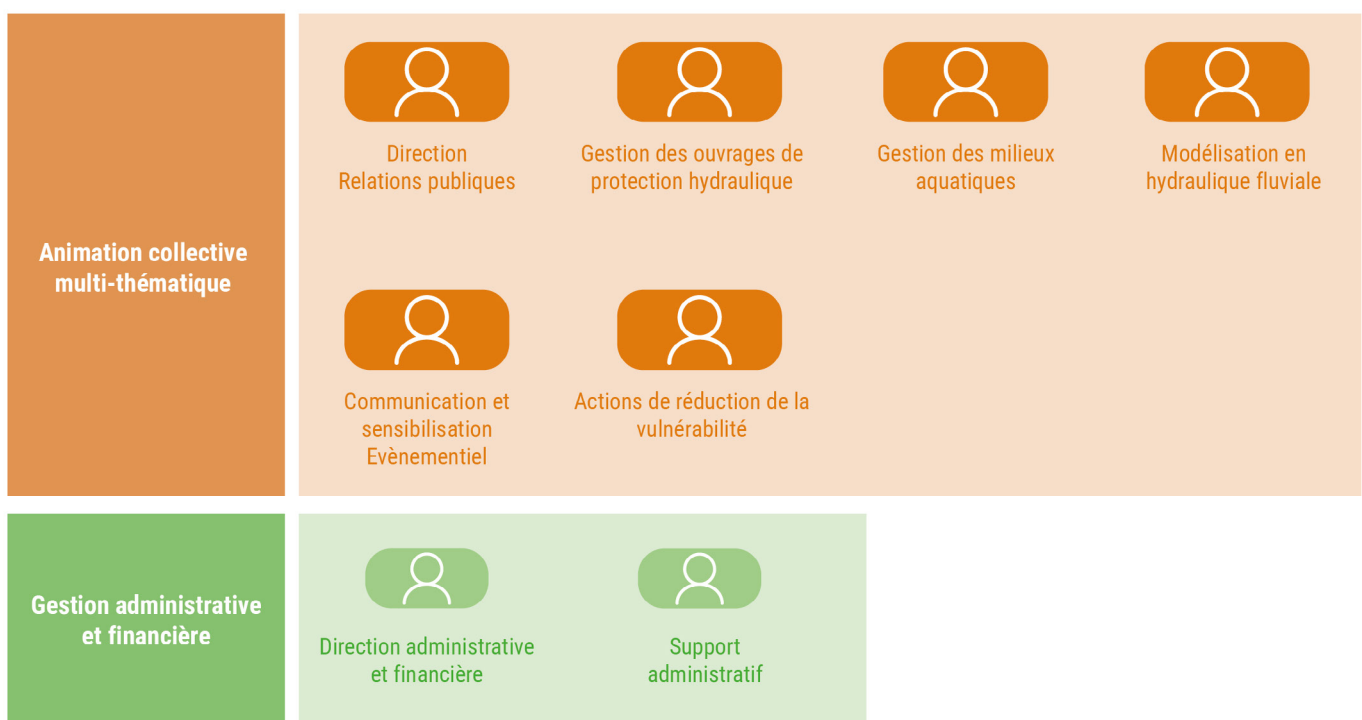 Animation collective
multi-thématique
Direction
Relations publiques
Gestion des ouvrages de
protection hydraulique
Gestion des milieux
aquatiques
Modélisation en
hydraulique fluviale
Communication et
sensibilisation
Evènementiel
Actions de réduction de la
vulnérabilité
Gestion administrative
et financière
Direction administrative
et financière
Support
administratif